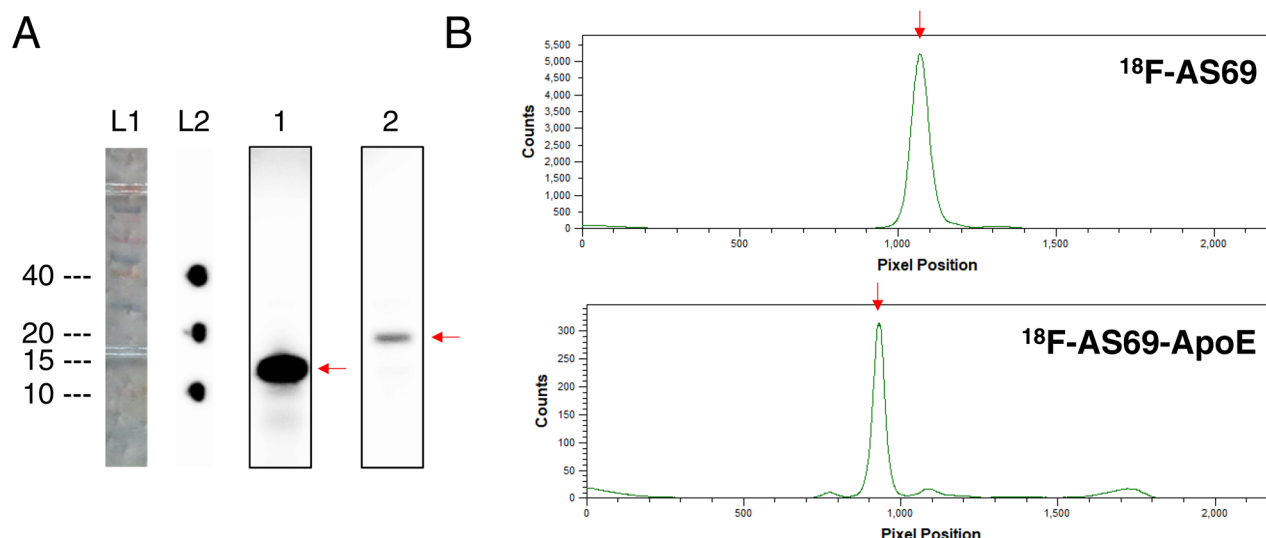 A
L1 L2 1 2
40 ---
20 ---
15 ---
10 ---
B
18F-AS69
5,500
5,000
4,500
4,000
3,500
3,000
2,500
2,000
1,500
1,000
500
0
Counts
0 500 1,000 1,500 2,000
Pixel Position
18F-AS69-ApoE
300
250
200
150
100
50
0
Counts
0 500 1,000 1,500 2,000
Pixel Position